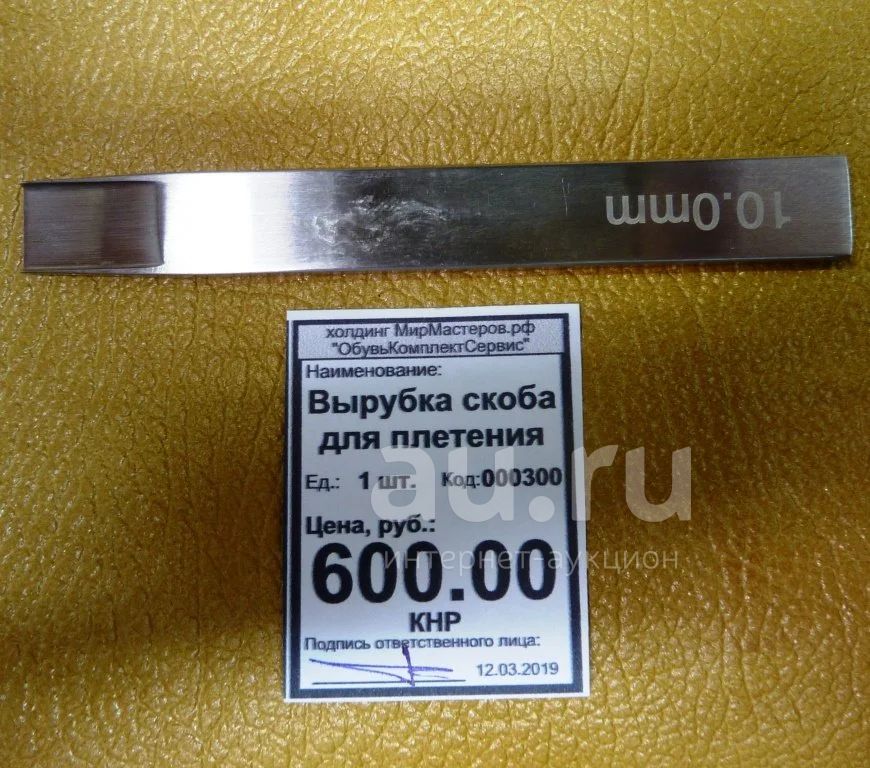 10.0mm
холдинг МирМастеров.рф
"ОбувьКомплектСервис"
Наименование:
Вырубка скоба
для плетения
Ед.: 1 шт. Код:000300
Цена, руб.:
600.00
КНР
Подпись ответственного лица:
12.03.2019
au.ru
интернет-аукцион